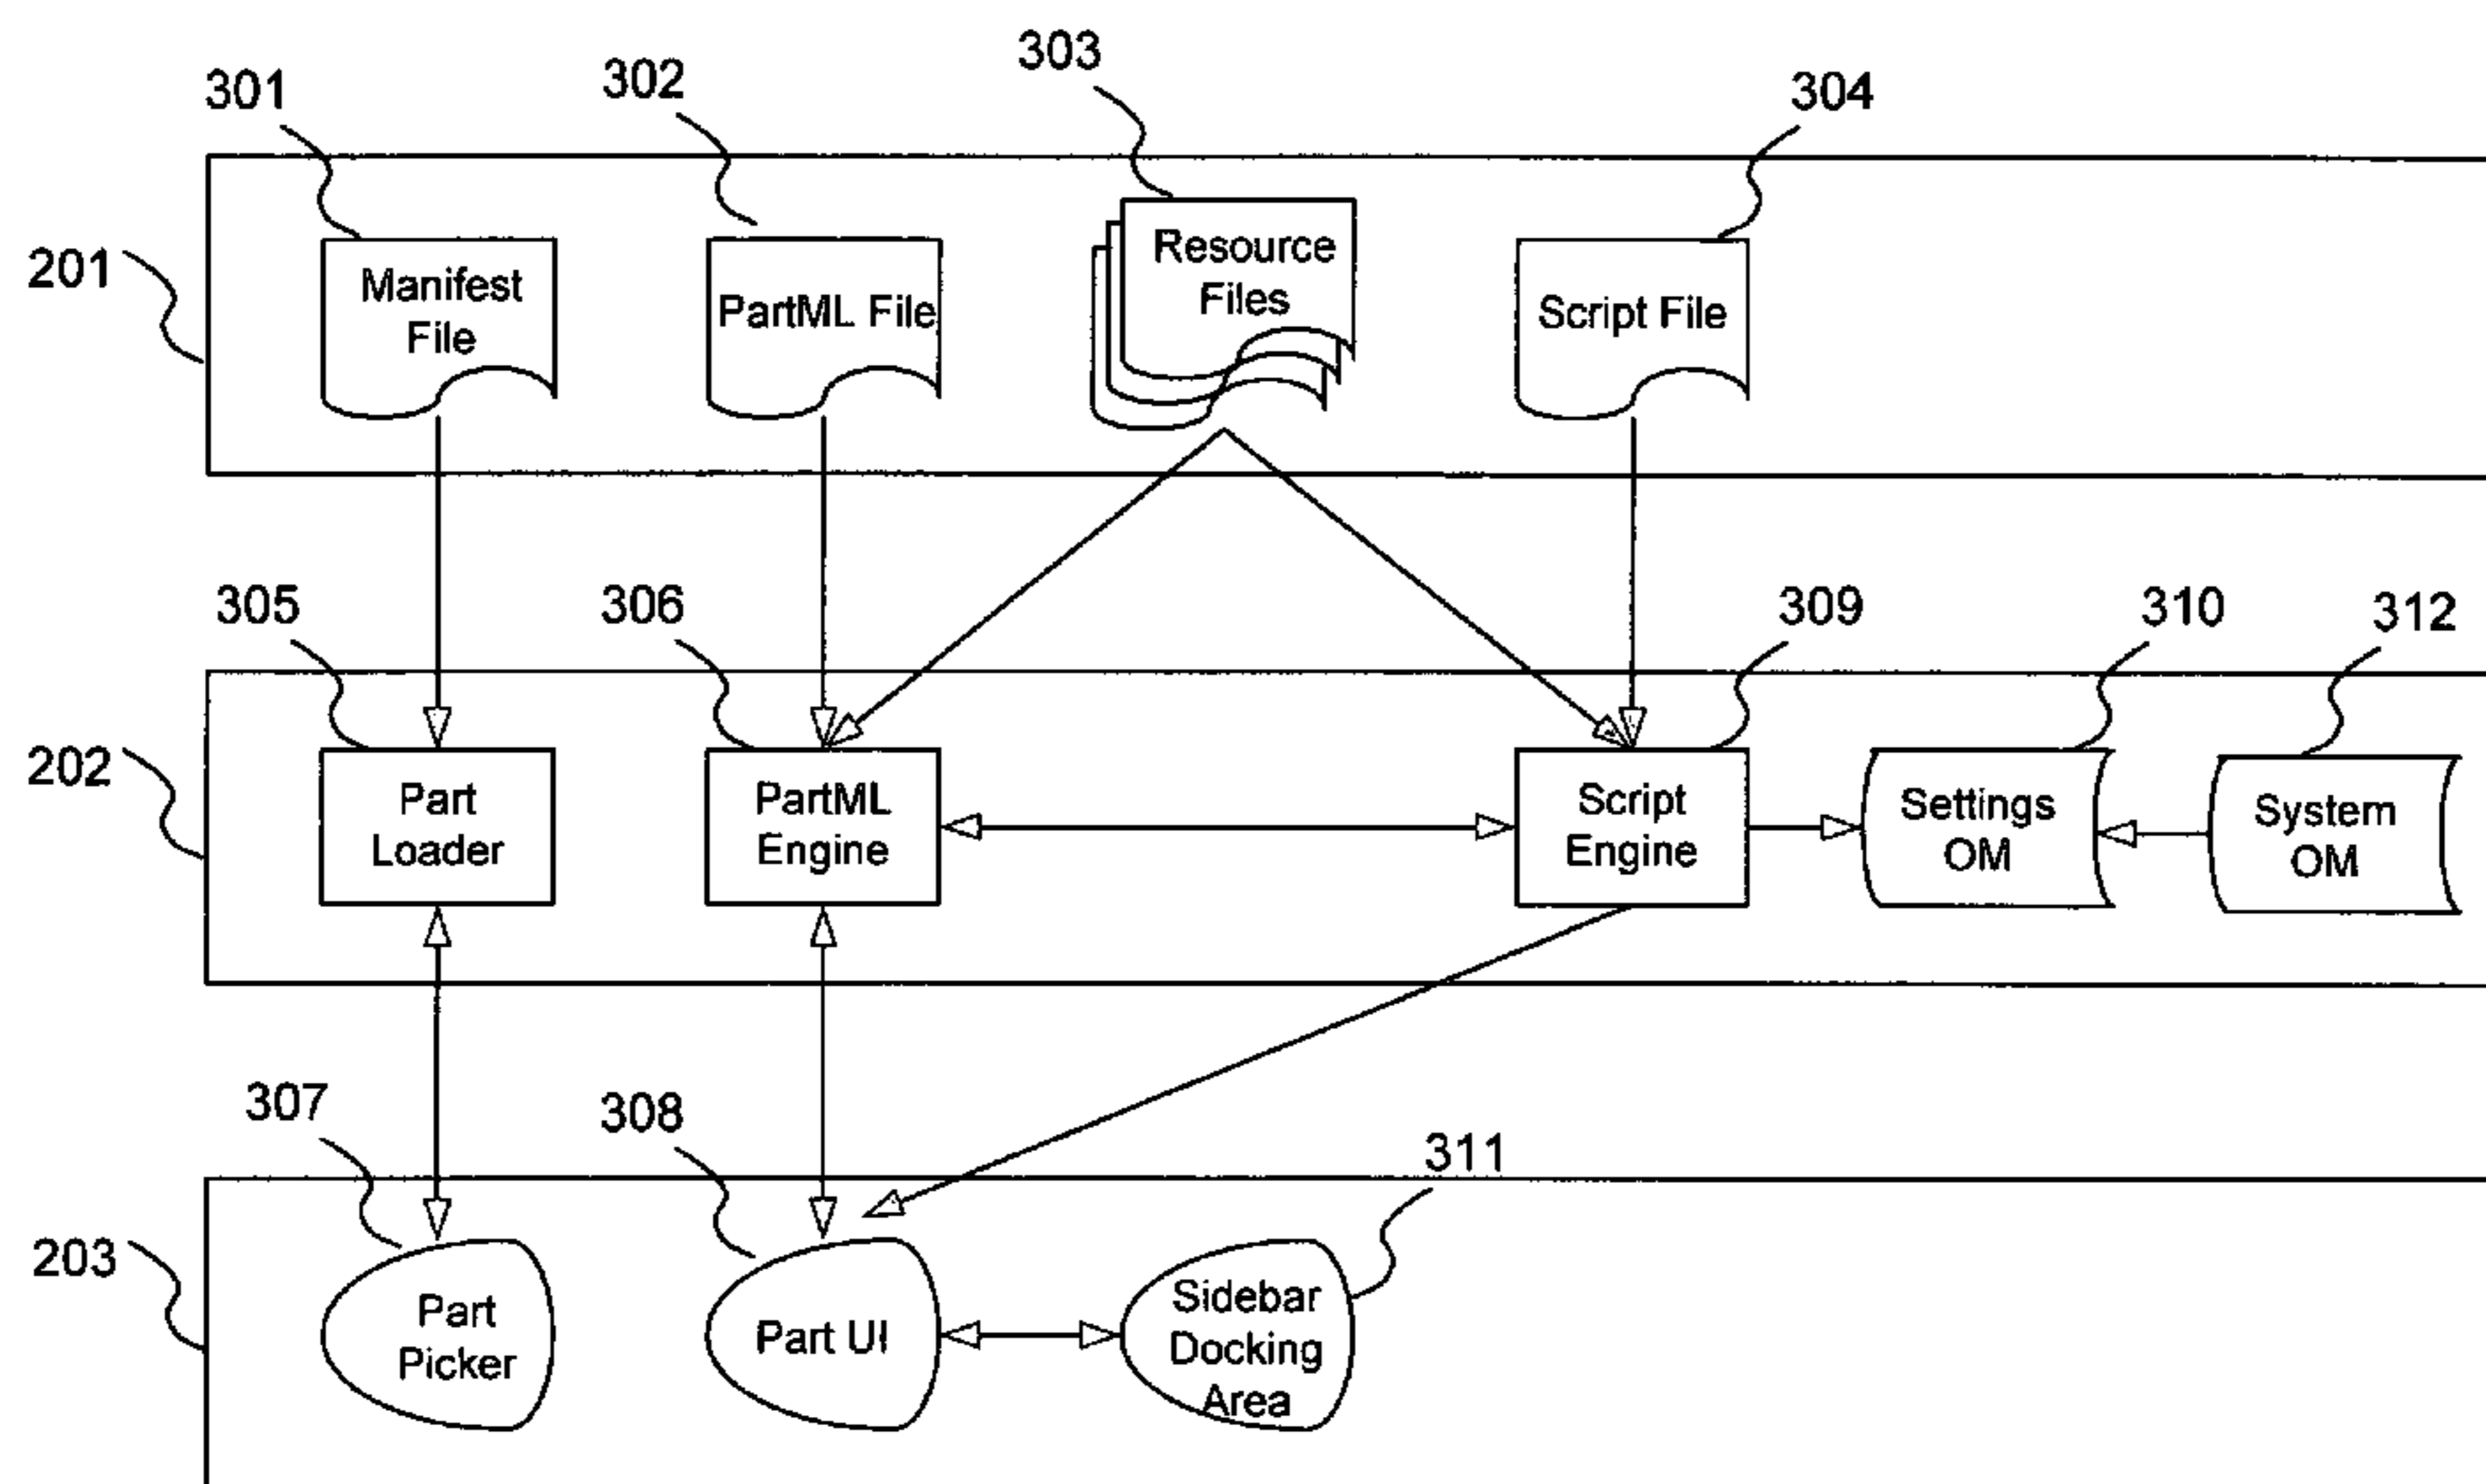 303
302
301
304
201
Manifest
File
PartML File
Resource
Files
Script File
305
306
309
310
312
202
Part
Loader
PartML
Engine
Script
Engine
Settings
OM
System
OM
307
308
311
203
Part
Picker
Part UI
Sidebar
Docking
Area